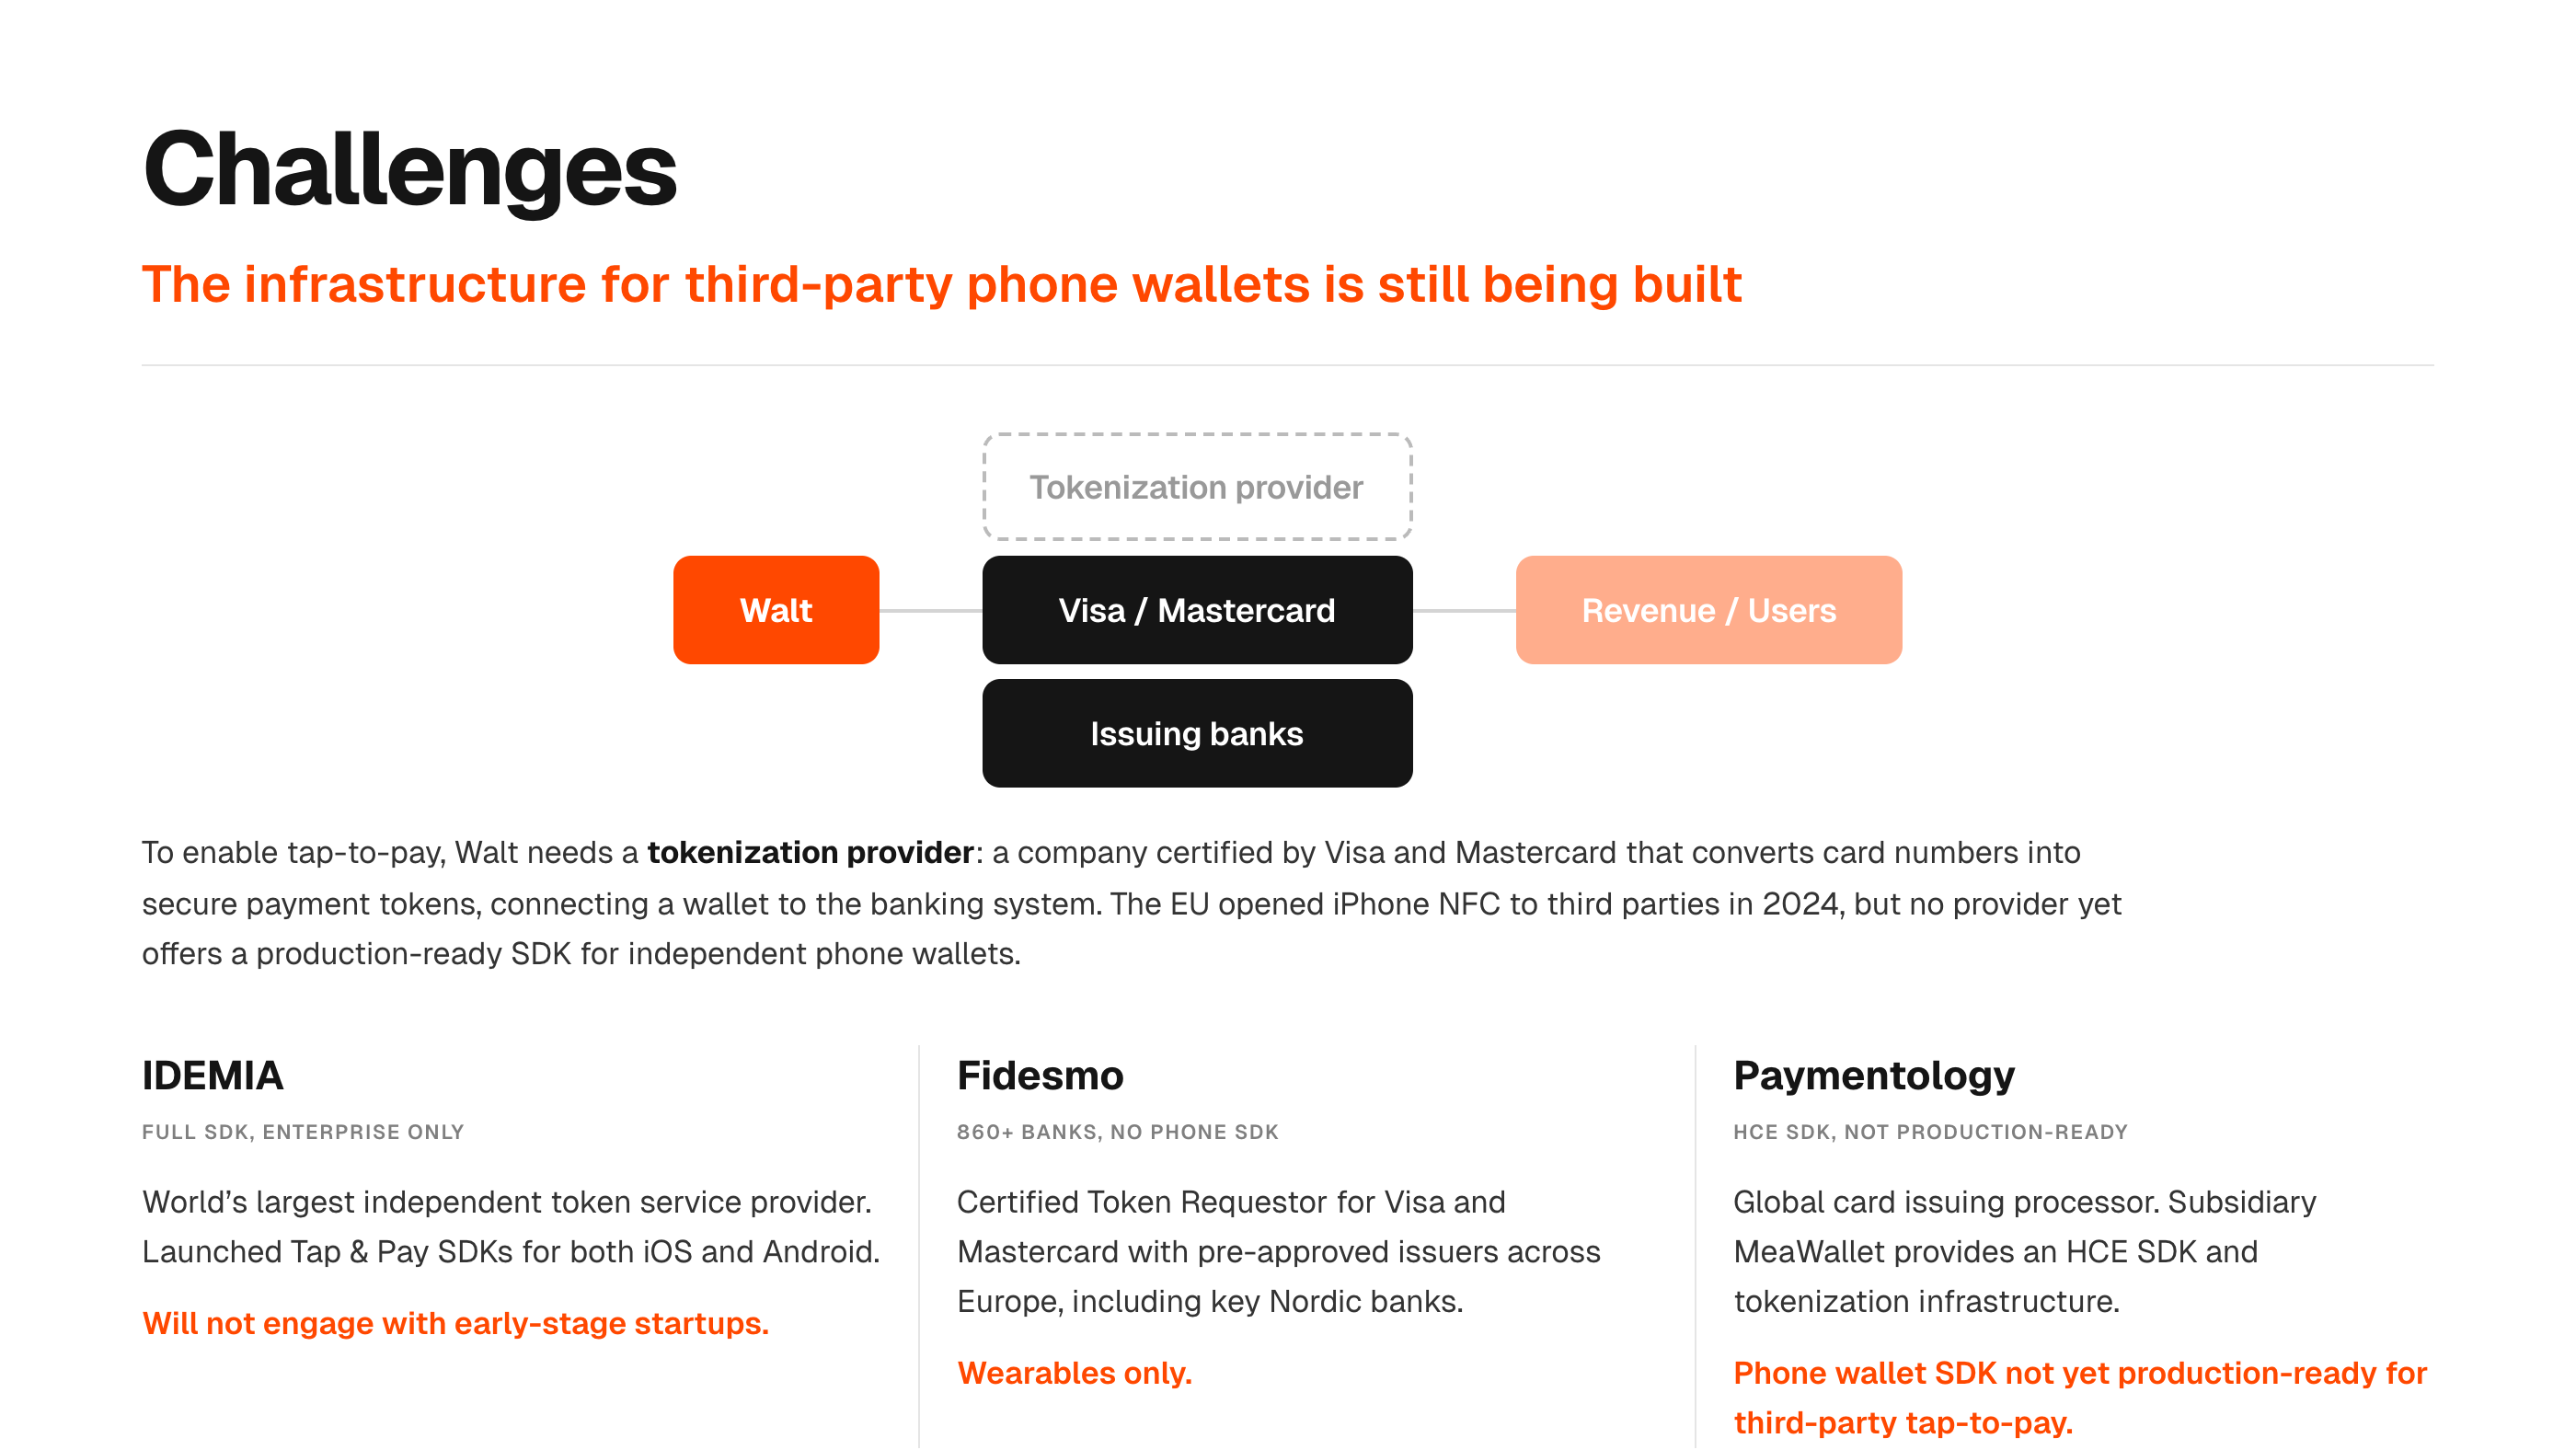 Challenges
The infrastructure for third-party phone wallets is still being built
Tokenization provider
Walt
Visa / Mastercard
Revenue / Users
Issuing banks
To enable tap-to-pay, Walt needs a tokenization provider: a company certified by Visa and Mastercard that converts card numbers into
secure payment tokens, connecting a wallet to the banking system. The EU opened iPhone NFC to third parties in 2024, but no provider yet
offers a production-ready SDK for independent phone wallets.
IDEMIA
FULL SDK, ENTERPRISE ONLY
World’s largest independent token service provider.
Launched Tap & Pay SDKs for both iOS and Android.
Will not engage with early-stage startups.
Fidesmo
860+ BANKS, NO PHONE SDK
Certified Token Requestor for Visa and
Mastercard with pre-approved issuers across
Europe, including key Nordic banks.
Wearables only.
Paymentology
HCE SDK, NOT PRODUCTION-READY
Global card issuing processor. Subsidiary
MeaWallet provides an HCE SDK and
tokenization infrastructure.
Phone wallet SDK not yet production-ready for
third-party tap-to-pay.